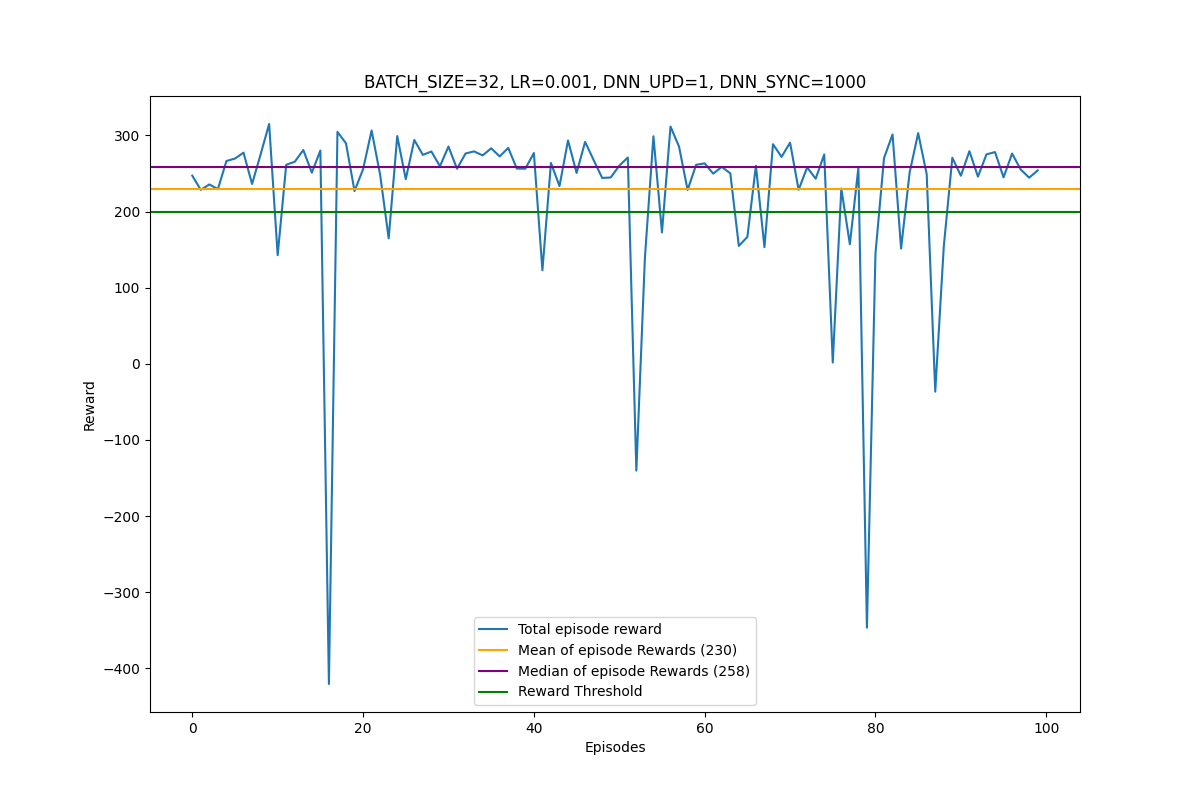 BATCH_SIZE=32, LR=0.001, DNN_UPD=1, DNN_SYNC=1000
300
200
100
0
−100
−200
−300
−400
Reward
Total episode reward
Mean of episode Rewards (230)
Median of episode Rewards (258)
Reward Threshold
0 20 40 60 80 100
Episodes